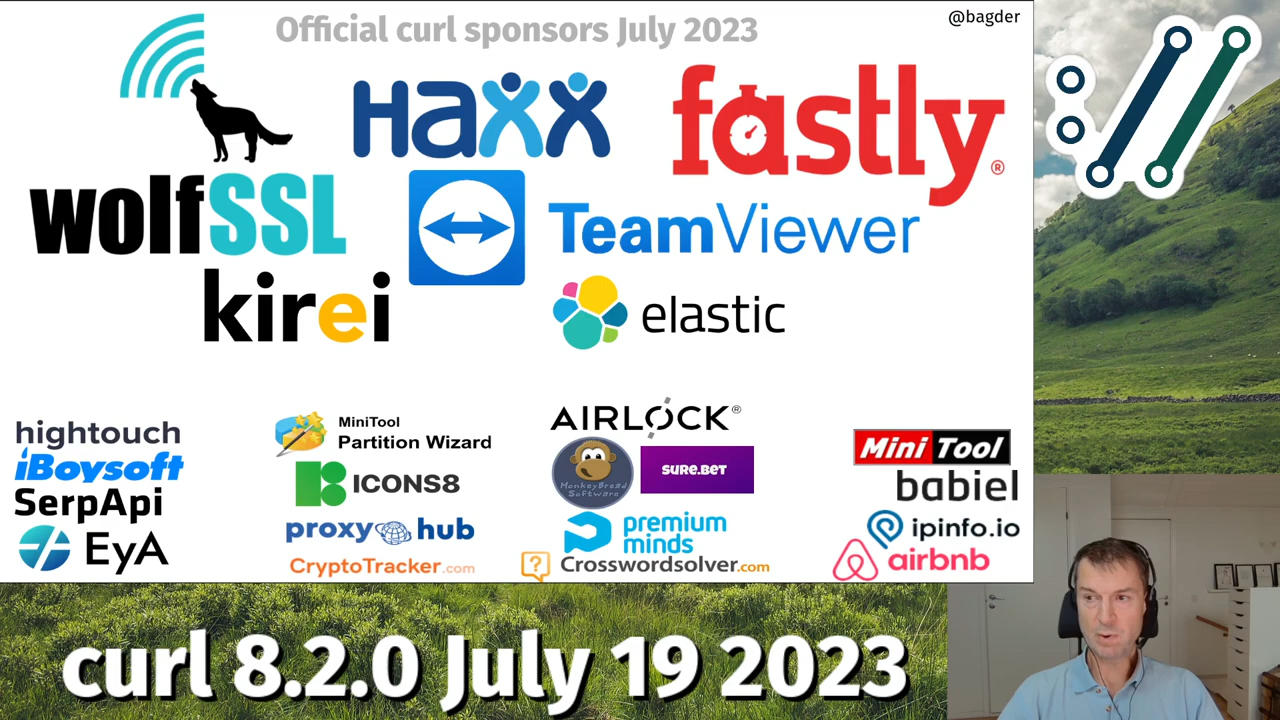 Official curl sponsors July 2023
@bagder
Haxx
fastly®
wolfSSL
TeamViewer
kirei
elastic
hightouch
iBoysoft
SerpApi
EyA
MiniTool
Partition Wizard
ICONS8
proxy hub
CryptoTracker.com
AIRLOCK®
MonkeyBread
Software
SURE.BET
premium
minds
Crosswordsolver.com
Mini Tool
babiel
ipinfo.io
airbnb
curl 8.2.0 July 19 2023